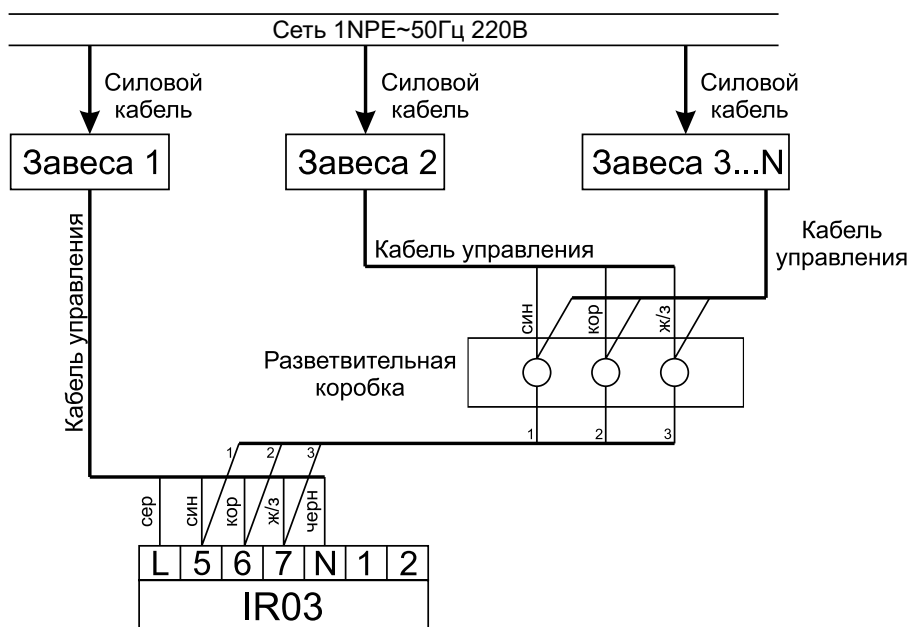 Сеть 1NPE~50Гц 220В
Силовой
кабель
Силовой
кабель
Силовой
кабель
Завеса 1
Завеса 2
Завеса 3...N
Кабель управления
Кабель управления
Кабель
управления
син
кор
ж/з
Разветвительная
коробка
1
2
3
1
2
3
сер
син
кор
ж/з
черн
L 5 6 7 N 1 2
IR03